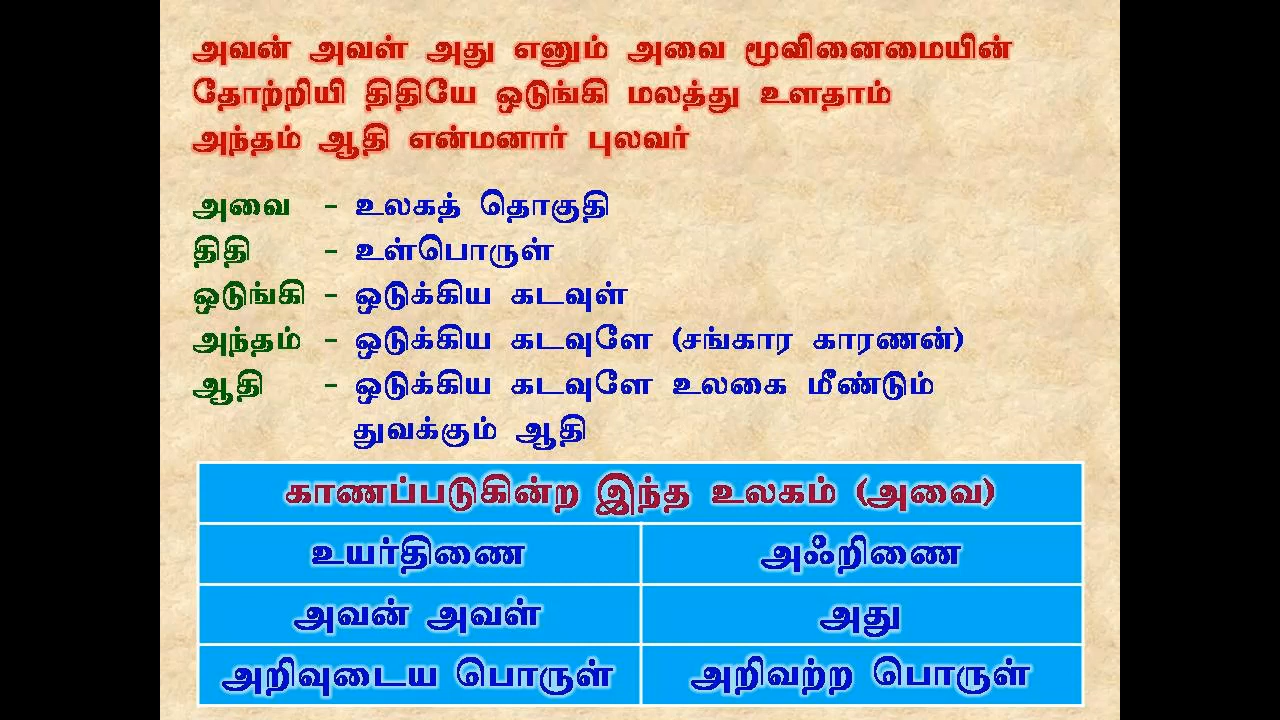 அவன் அவள் அது எனும் அவை மூவினைமையின்
தோற்றியி திதியே ஒடுங்கி மலத்து உளதாம்
அந்தம் ஆதி என்மனார் புலவர்
அவை - உலகத் தொகுதி
திதி - உள்பொருள்
ஒடுங்கி - ஒடுக்கிய கடவுள்
அந்தம் - ஒடுக்கிய கடவுளே (சங்கார காரணன்)
ஆதி - ஒடுக்கிய கடவுளே உலகை மீண்டும்
துவக்கும் ஆதி
காணப்படுகின்ற இந்த உலகம் (அவை)
உயர்திணை அஃறிணை
அவன் அவள் அது
அறிவுடைய பொருள் அறிவற்ற பொருள்